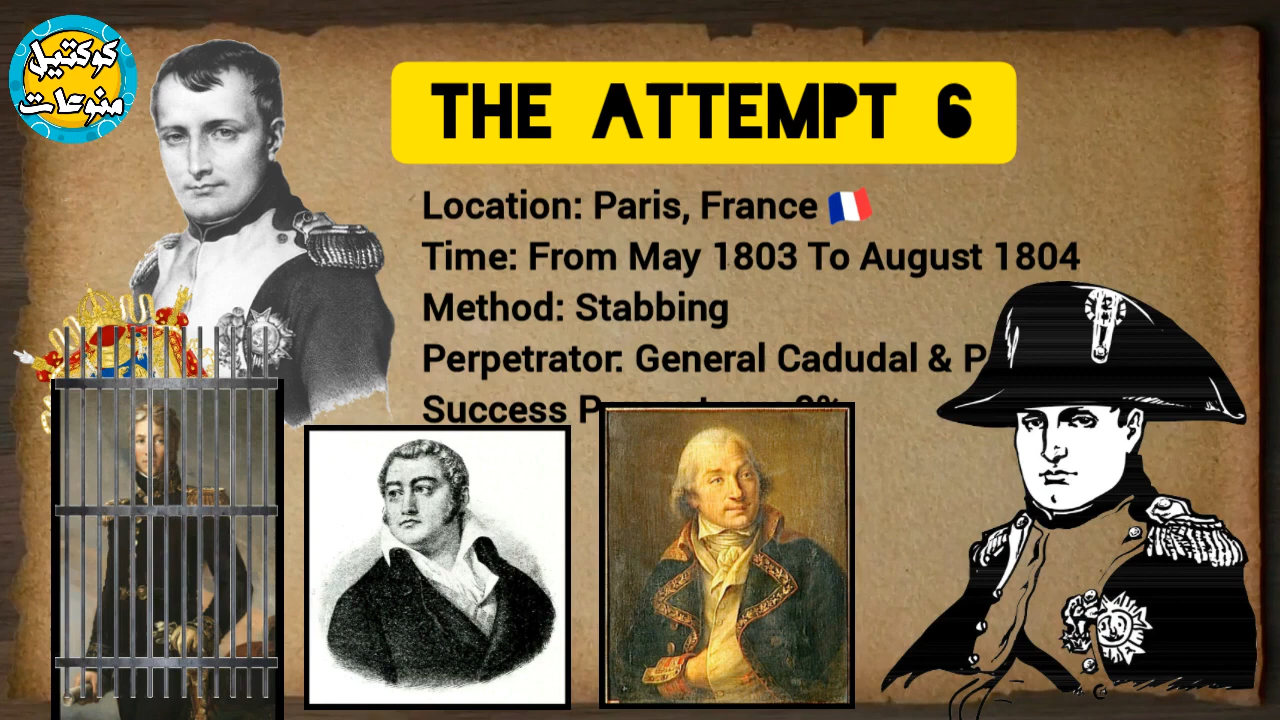 كوكتيل
منوعات
THE ATTEMPT 6
Location: Paris, France
Time: From May 1803 To August 1804
Method: Stabbing
Perpetrator: General Cadudal & P
Success